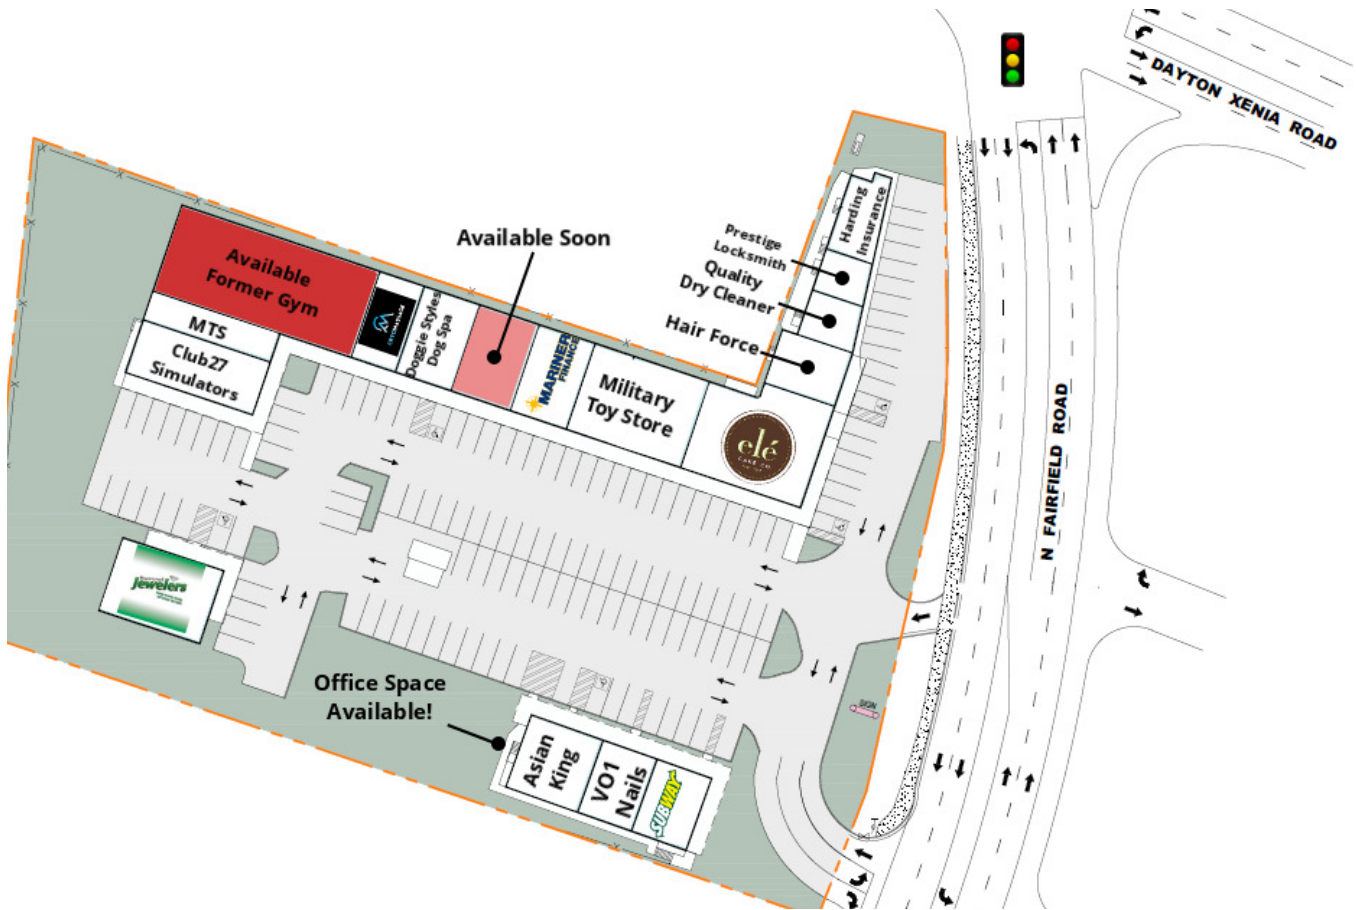 DAYTON XENIA ROAD
Available Soon
Prestige
Locksmith
Quality
Dry Cleaner
Hair Force
Harding
Insurance
Available
Former Gym
MTS
Club27
Simulators
Doggie Styles
Dog Spa
MARINER
FINANCE
Military
Toy Store
elé
CAKE CO.
N FAIRFIELD ROAD
Jewelers
Office Space
Available!
SIGN
Asian
King
VO1
Nails
SUBWAY